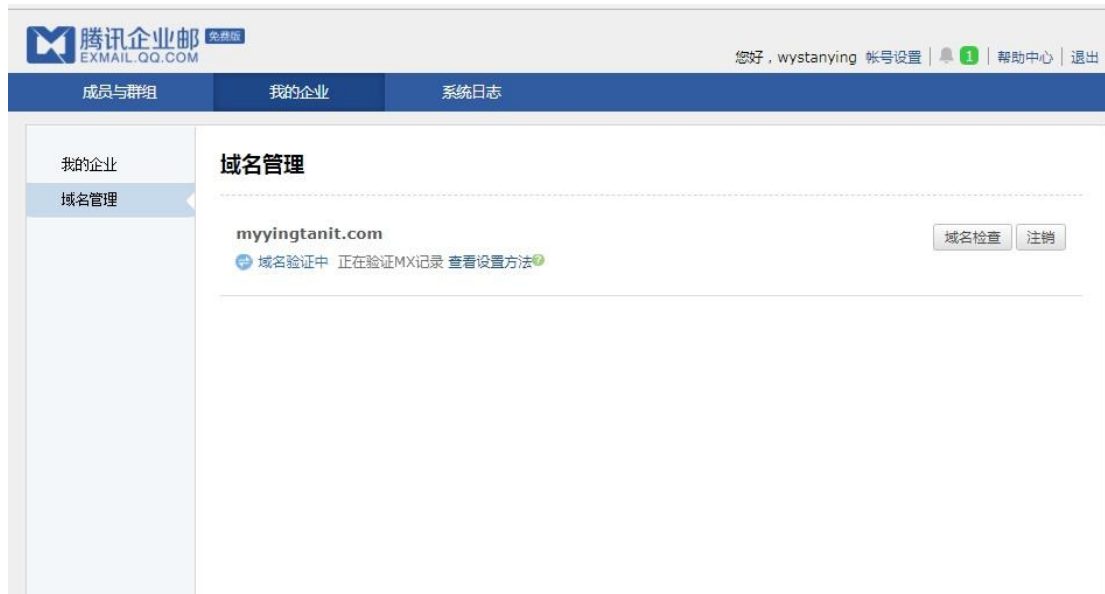 腾讯企业邮 免费版
EXMAIL.QQ.COM
您好，wystanying 帐号设置 | 1 | 帮助中心 | 退出
成员与群组 我的企业 系统日志
我的企业
域名管理
域名管理
myyingtanit.com
域名检查 注销
域名验证中 正在验证MX记录 查看设置方法?